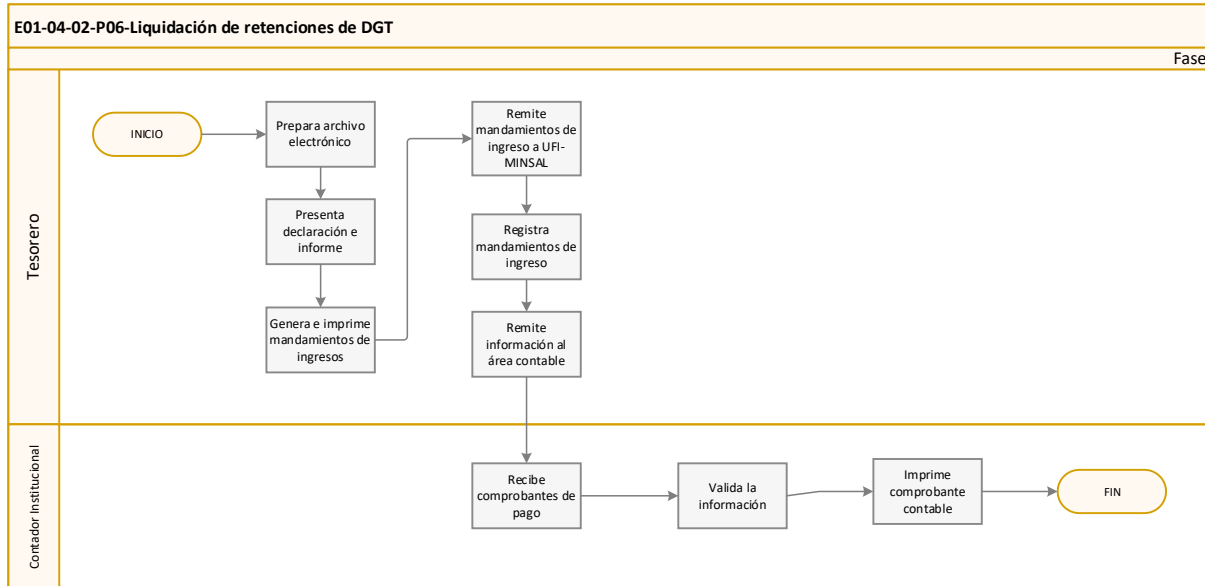 E01-04-02-P06-Liquidación de retenciones de DGT
Fase
Tesorero
INICIO
Prepara archivo
electrónico
Presenta
declaración e
informe
Genera e imprime
mandamientos de
ingresos
Remite
mandamientos de
ingreso a UFI-
MINSAL
Registra
mandamientos de
ingreso
Remite
información al
área contable
Contador Institucional
Recibe
comprobantes de
pago
Valida la
información
Imprime
comprobante
contable
FIN